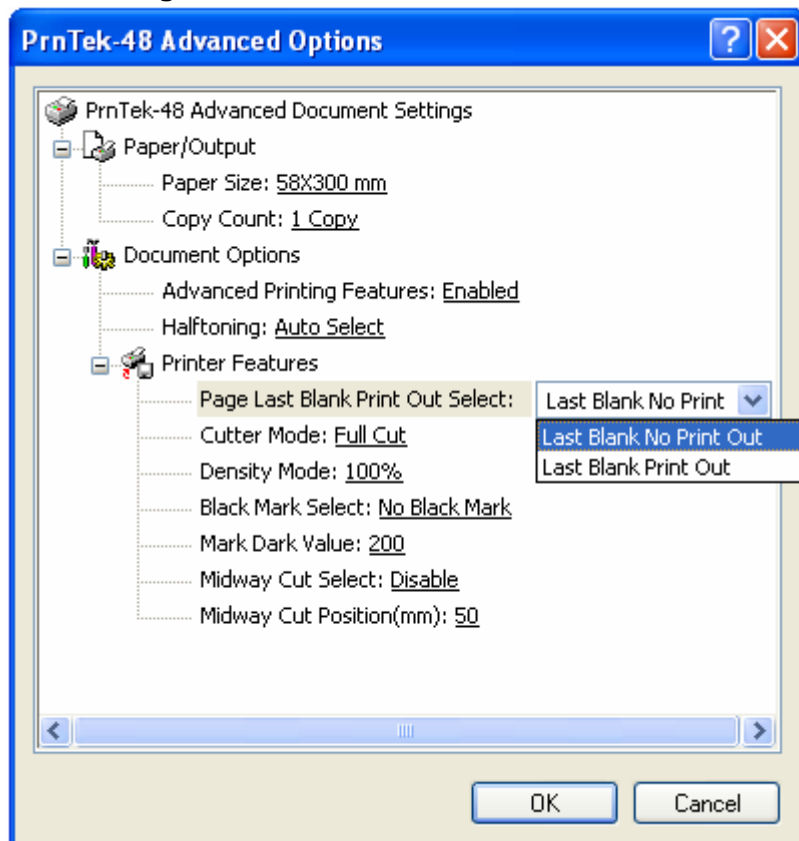 PrnTek-48 Advanced Options
PrnTek-48 Advanced Document Settings
Paper/Output
Paper Size: 58X300 mm
Copy Count: 1 Copy
Document Options
Advanced Printing Features: Enabled
Halftoning: Auto Select
Printer Features
Page Last Blank Print Out Select: Last Blank No Print
Last Blank No Print Out
Last Blank Print Out
Cutter Mode: Full Cut
Density Mode: 100%
Black Mark Select: No Black Mark
Mark Dark Value: 200
Midway Cut Select: Disable
Midway Cut Position(mm): 50
OK
Cancel